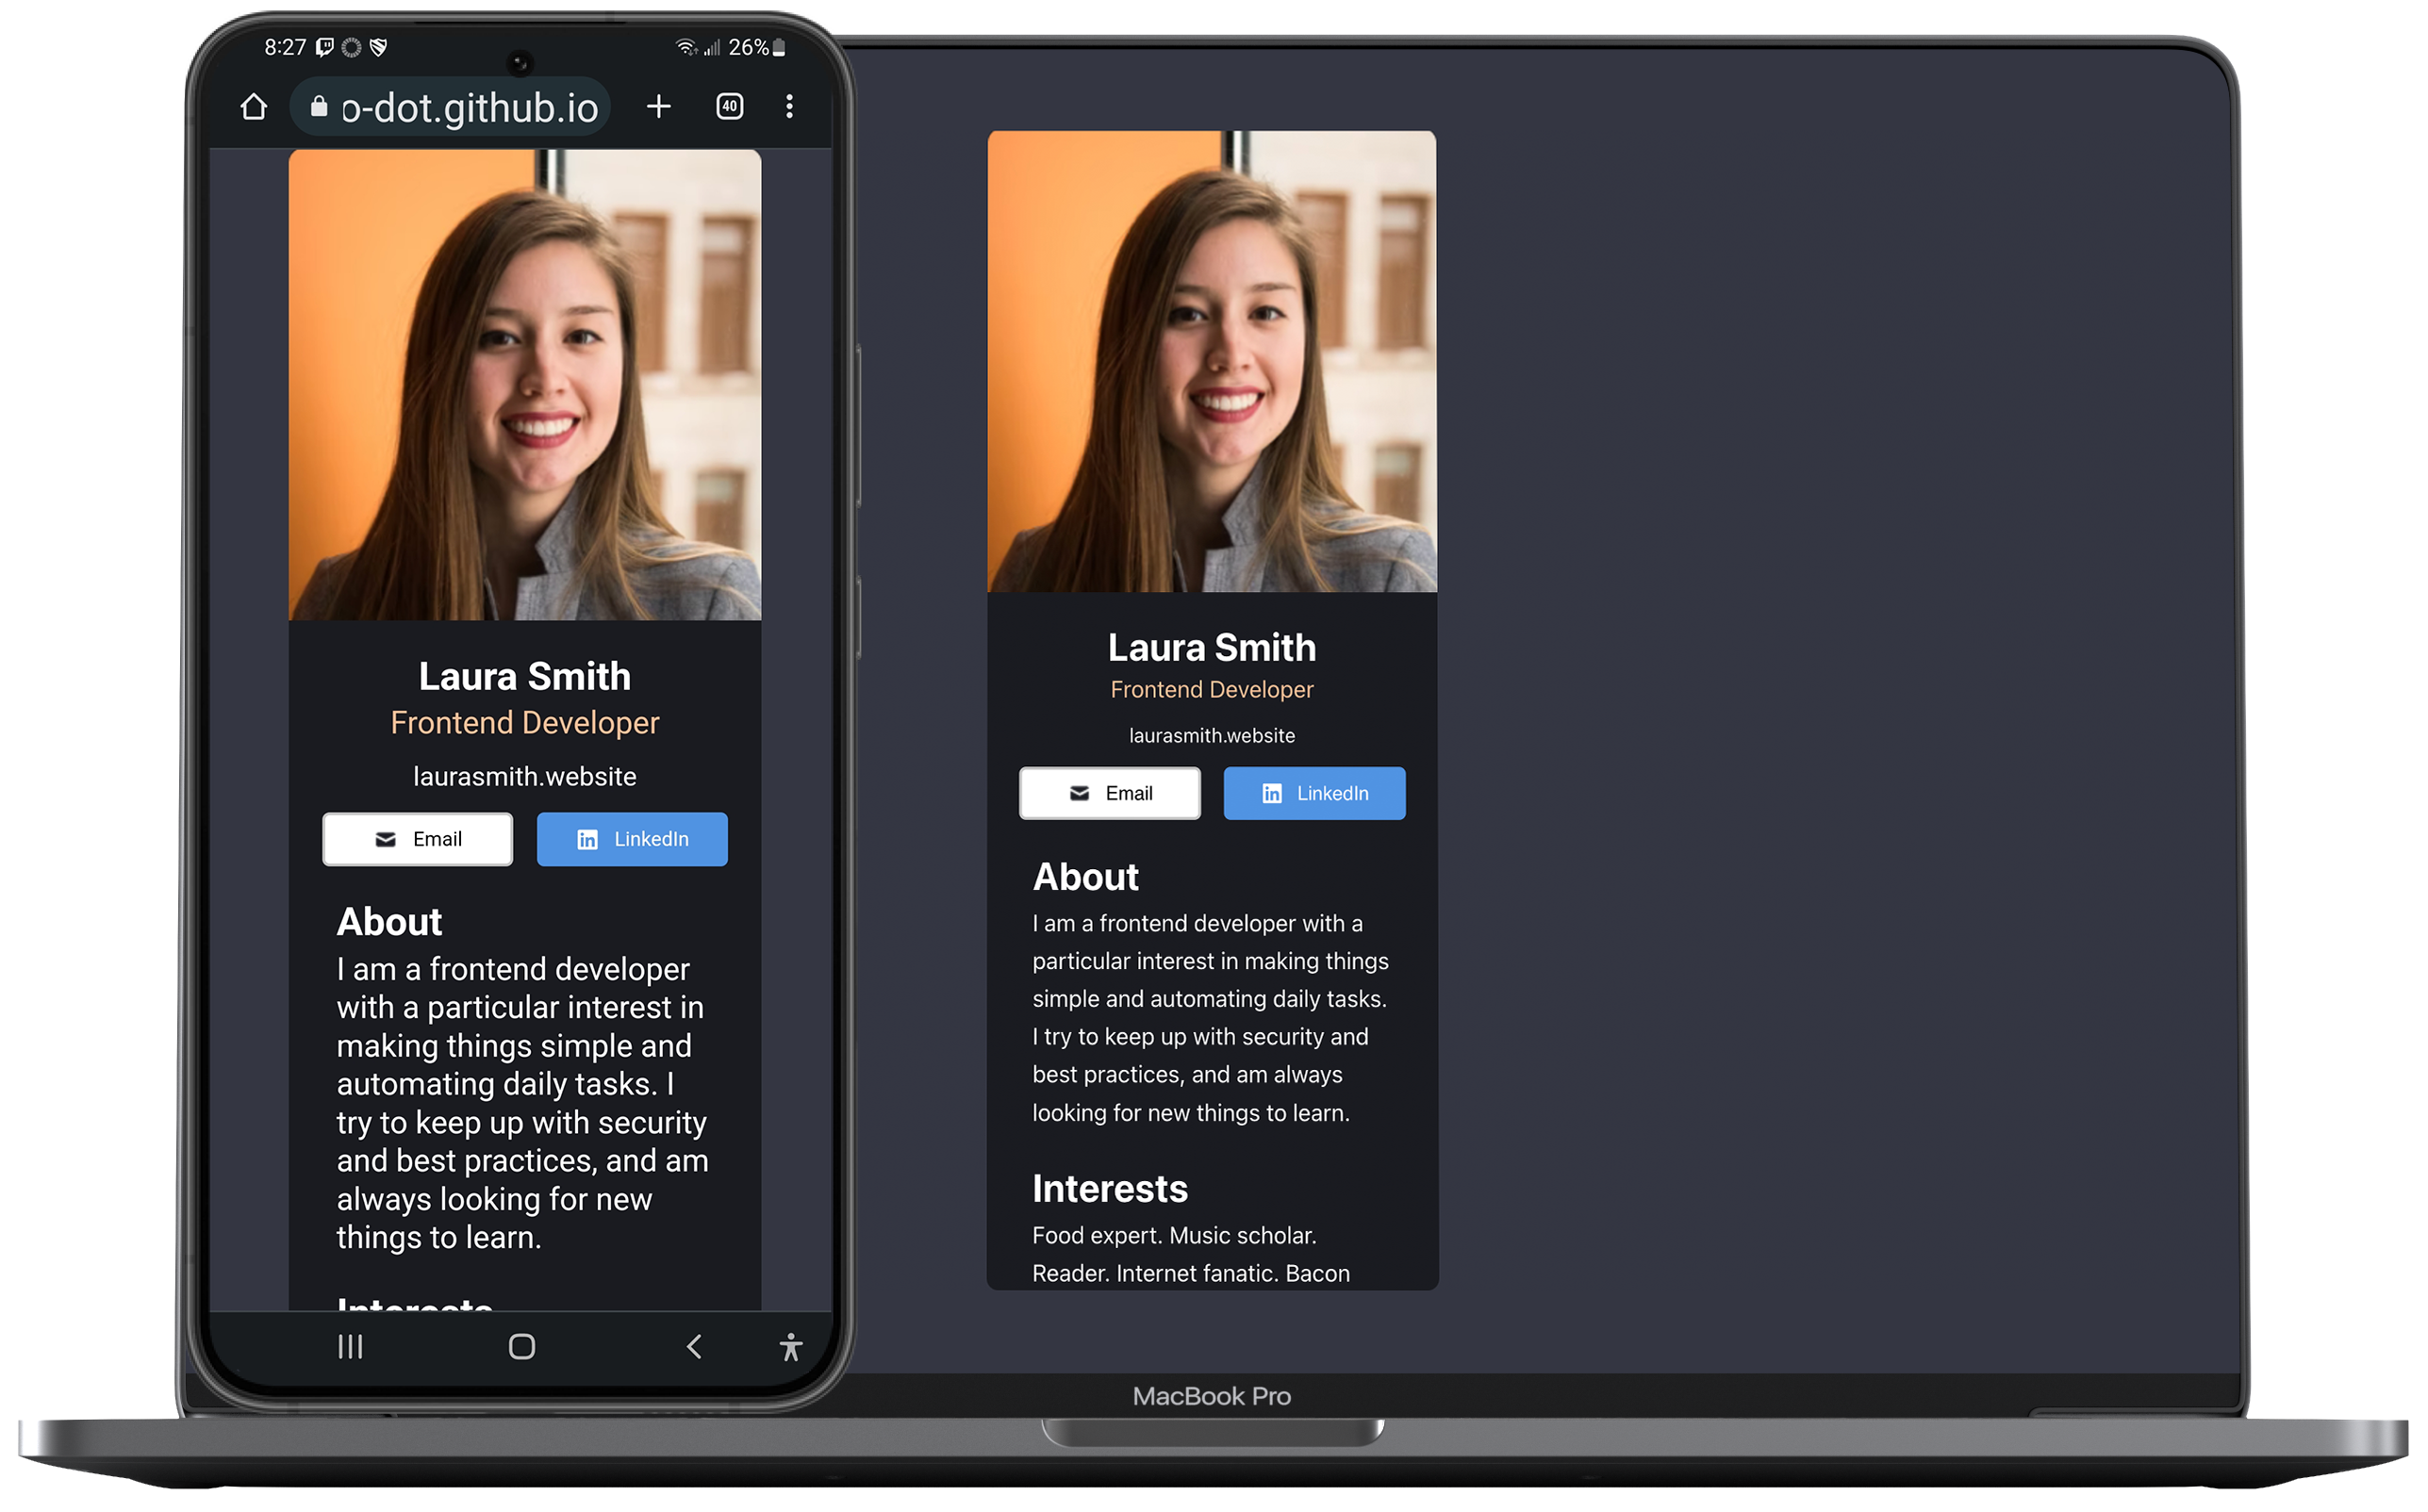 8:27
26%
o-dot.github.io
40
Laura Smith
Frontend Developer
laurasmith.website
Email
in LinkedIn
About
I am a frontend developer
with a particular interest in
making things simple and
automating daily tasks. I
try to keep up with security
and best practices, and am
always looking for new
things to learn.
Interests
Laura Smith
Frontend Developer
laurasmith.website
Email
in LinkedIn
About
I am a frontend developer with a
particular interest in making things
simple and automating daily tasks.
I try to keep up with security and
best practices, and am always
looking for new things to learn.
Interests
Food expert. Music scholar.
Reader. Internet fanatic. Bacon
MacBook Pro